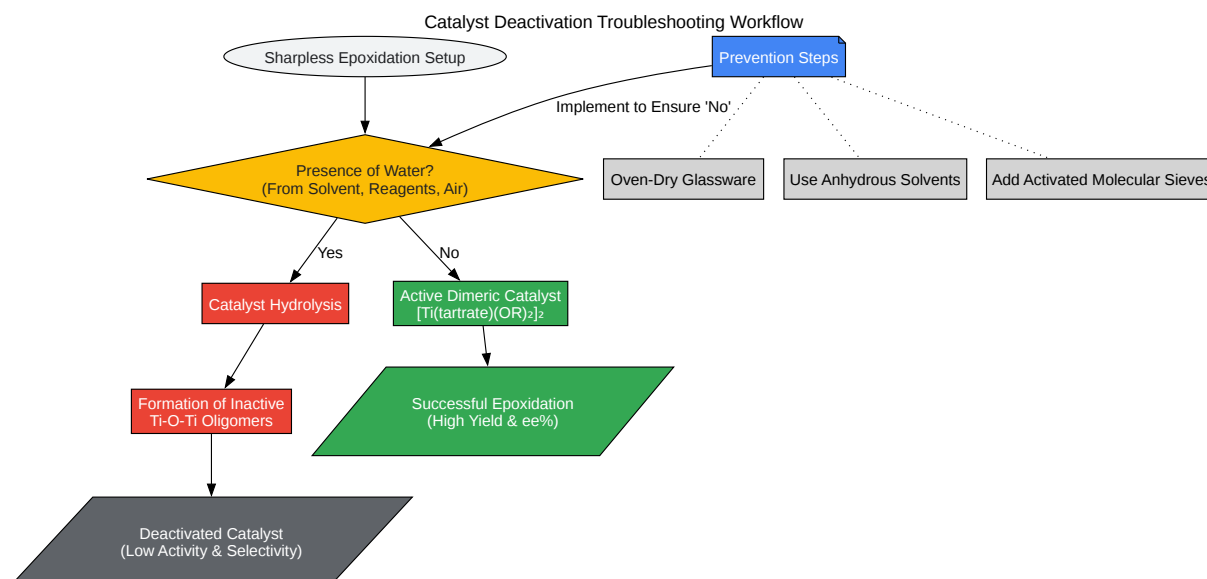 Catalyst Deactivation Troubleshooting Workflow
Sharpless Epoxidation Setup
Prevention Steps
Implement to Ensure 'No'
Presence of Water?
(From Solvent, Reagents, Air)
Oven-Dry Glassware
Use Anhydrous Solvents
Add Activated Molecular Sieves
Yes
No
Catalyst Hydrolysis
Active Dimeric Catalyst
[Ti(tartrate)(OR)₂]₂
Formation of Inactive
Ti-O-Ti Oligomers
Successful Epoxidation
(High Yield & ee%)
Deactivated Catalyst
(Low Activity & Selectivity)